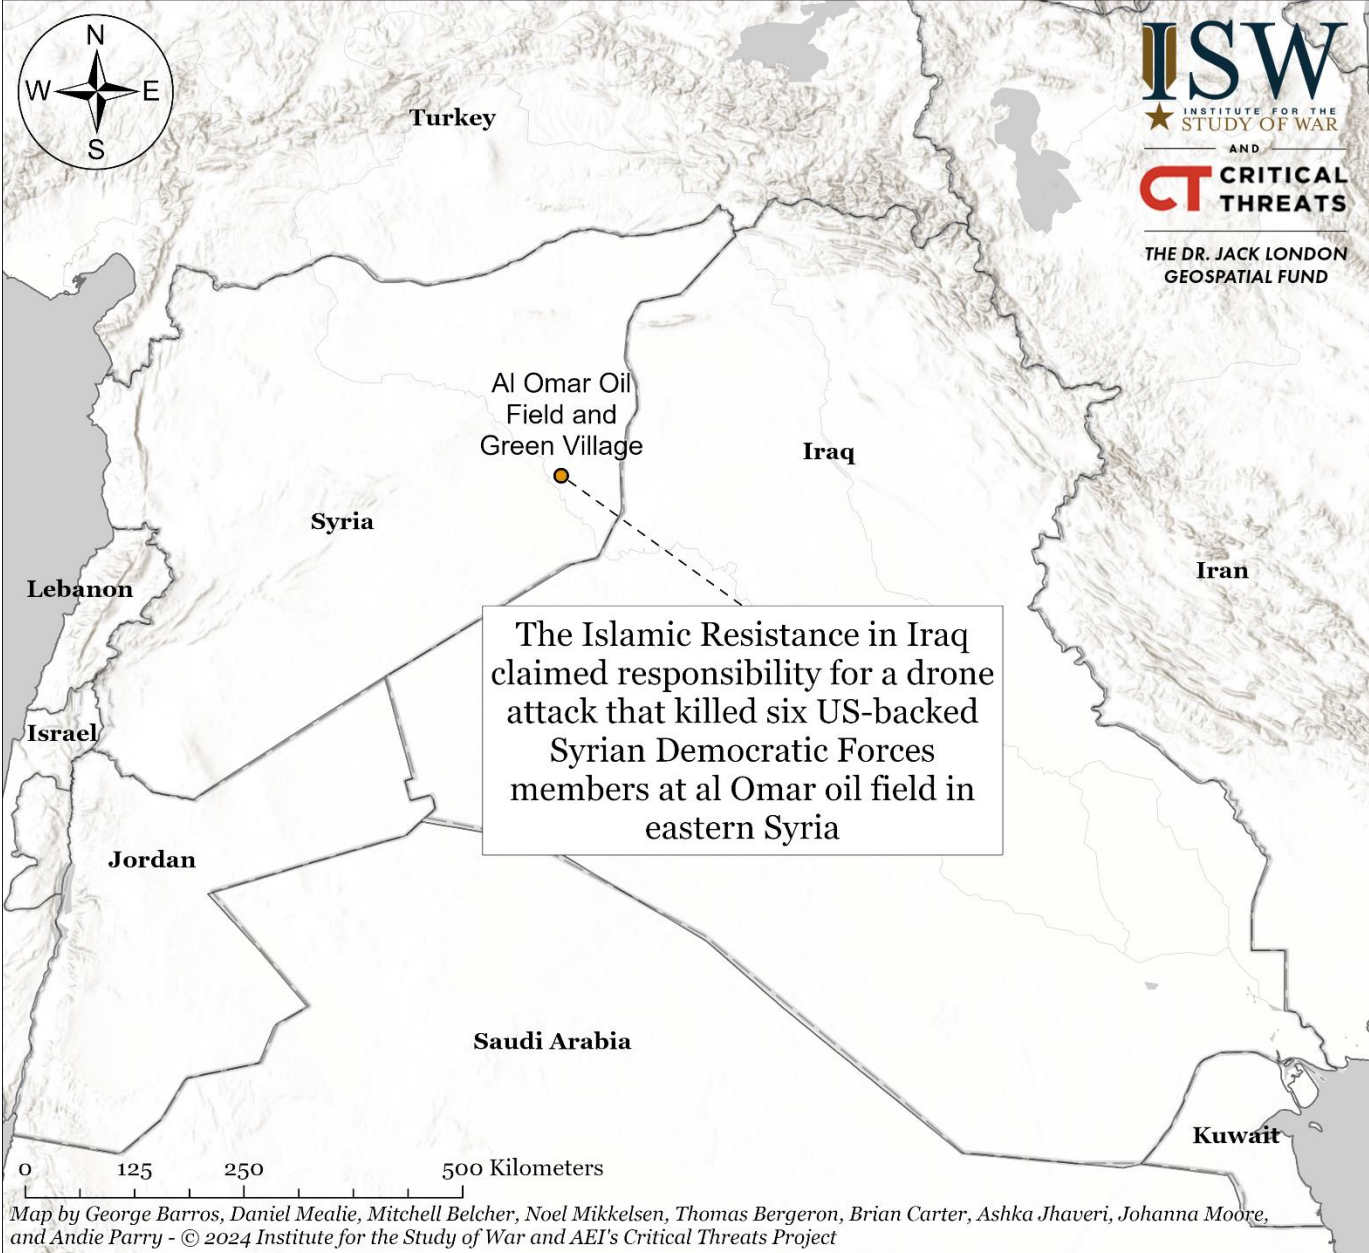 N
W E
S
ISW
INSTITUTE FOR THE
STUDY OF WAR
AND
CT CRITICAL
THREATS
THE DR. JACK LONDON
GEOSPATIAL FUND
Turkey
Al Omar Oil
Field and
Green Village
Iraq
Syria
Iran
Lebanon
The Islamic Resistance in Iraq
claimed responsibility for a drone
attack that killed six US-backed
Syrian Democratic Forces
members at al Omar oil field in
eastern Syria
Israel
Jordan
Saudi Arabia
Kuwait
0 125 250 500 Kilometers
Map by George Barros, Daniel Mealie, Mitchell Belcher, Noel Mikkelsen, Thomas Bergeron, Brian Carter, Ashka Jhaveri, Johanna Moore,
and Andie Parry - © 2024 Institute for the Study of War and AEI's Critical Threats Project